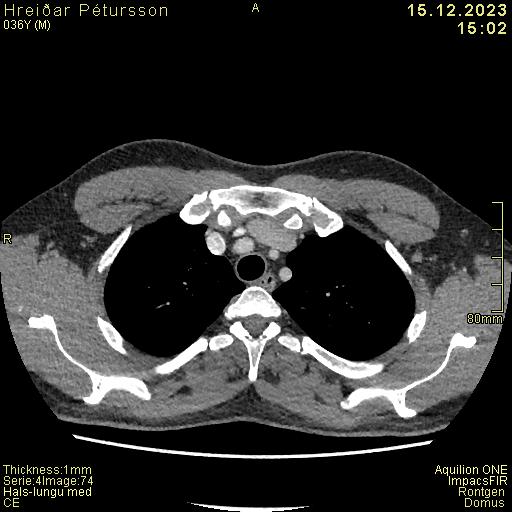 Hreiðar Pétursson
A
15.12.2023
036Y (M)
15:02
R
80mm
Thickness:1mm
Aquilion ONE
Serie:4Image:74
ImpacsFIR
Hals-lungu med
Rontgen
CE
Domus